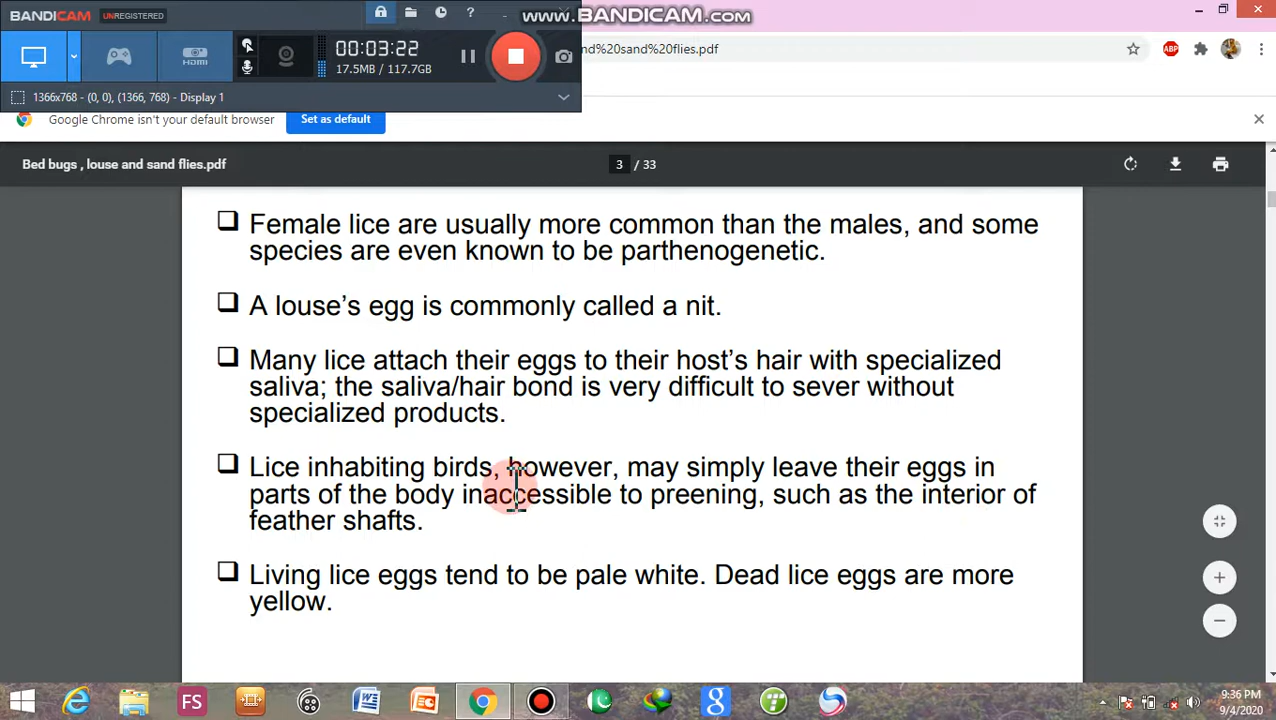 BANDICAM UNREGISTERED
www.BANDICAM.com
HDMI
00:03:22
17.5MB / 117.7GB
nd%20sand%20flies.pdf
ABP
1366x768 - (0, 0), (1366, 768) - Display 1
Google Chrome isn't your default browser
Set as default
Bed bugs , louse and sand flies.pdf
3 / 33
Female lice are usually more common than the males, and some
species are even known to be parthenogenetic.
A louse's egg is commonly called a nit.
Many lice attach their eggs to their host's hair with specialized
saliva; the saliva/hair bond is very difficult to sever without
specialized products.
Lice inhabiting birds, however, may simply leave their eggs in
parts of the body inaccessible to preening, such as the interior of
feather shafts.
Living lice eggs tend to be pale white. Dead lice eggs are more
yellow.
FS
9:36 PM
9/4/2020